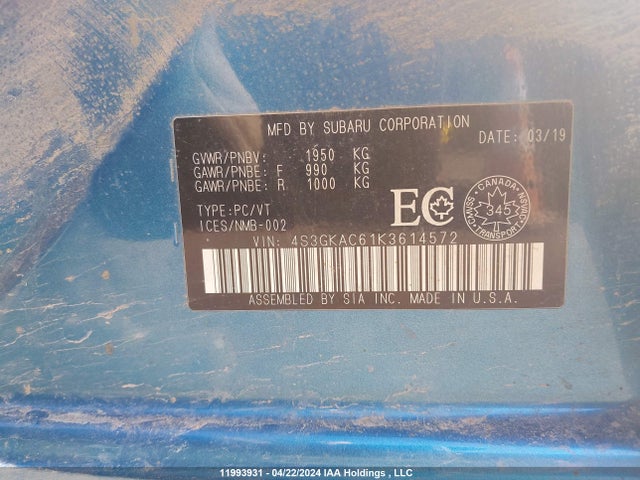 MFD BY SUBARU CORPORATION
DATE: 03/19
GVWR/PNBV: 1950 KG
GAWR/PNBE: F 990 KG
GAWR/PNBE: R 1000 KG
TYPE:PC/VT
ICES/NMB-002
EC
CANADA
345
CMVSS
NSVAC
VIN: 4S3GKAC61K3614572
ASSEMBLED BY SIA INC. MADE IN U.S.A.
11993931 - 04/22/2024 IAA Holdings , LLC